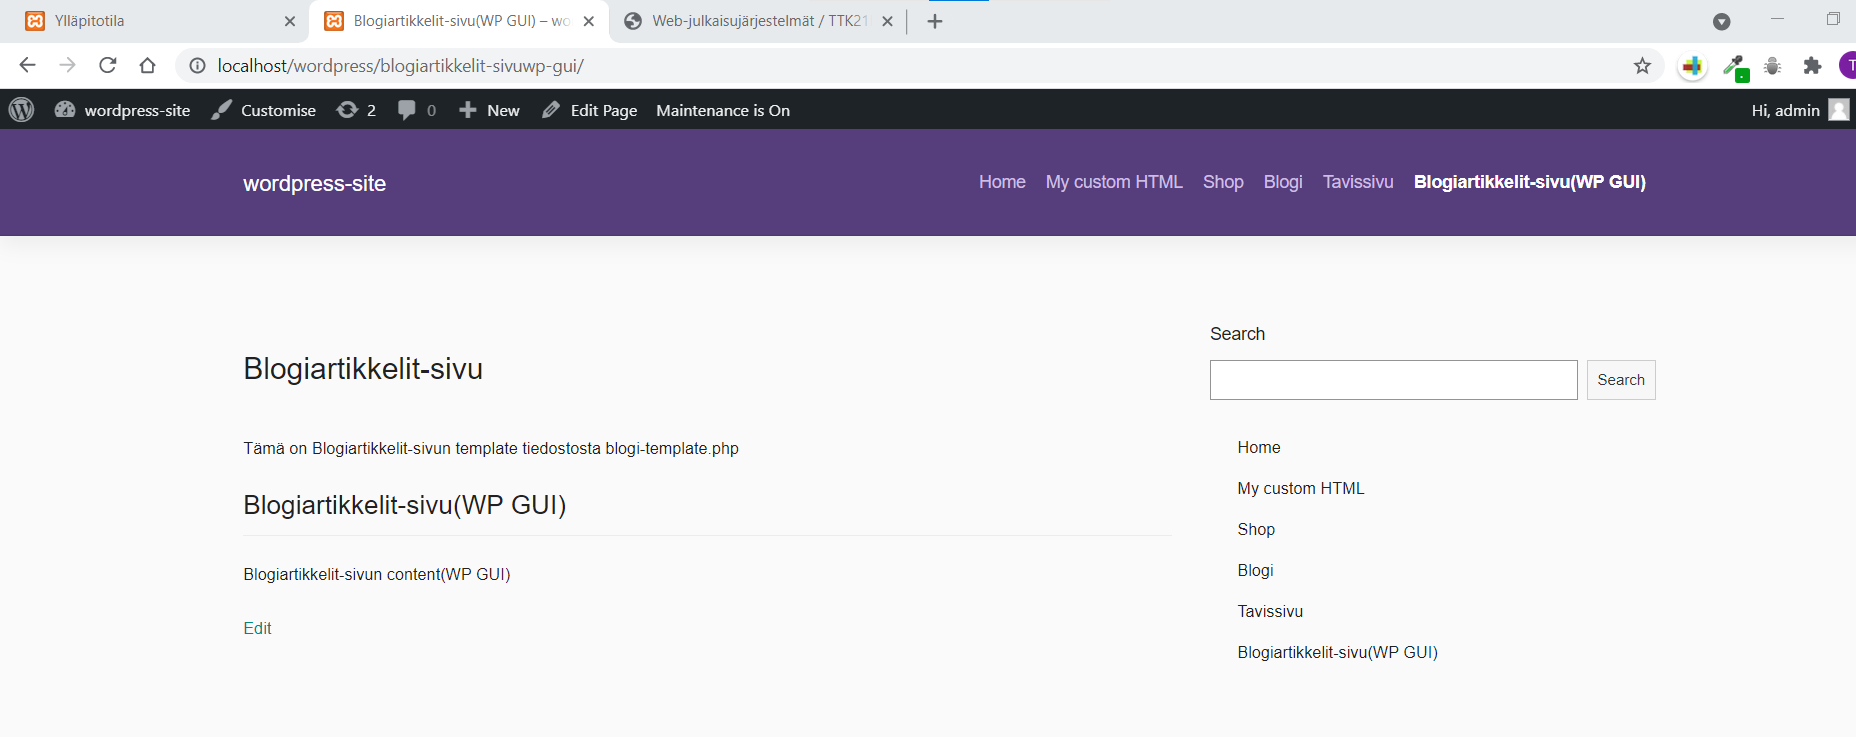 Ylläpitotila
Blogiartikkelit-sivu(WP GUI) – wo
Web-julkaisujärjestelmät / TTK21
localhost/wordpress/blogiartikkelit-sivuwp-gui/
T
wordpress-site Customise 2 0 New Edit Page Maintenance is On Hi, admin
wordpress-site
Home My custom HTML Shop Blogi Tavissivu Blogiartikkelit-sivu(WP GUI)
Blogiartikkelit-sivu
Tämä on Blogiartikkelit-sivun template tiedostosta blogi-template.php
Blogiartikkelit-sivu(WP GUI)
Blogiartikkelit-sivun content(WP GUI)
Edit
Search
Search
Home
My custom HTML
Shop
Blogi
Tavissivu
Blogiartikkelit-sivu(WP GUI)